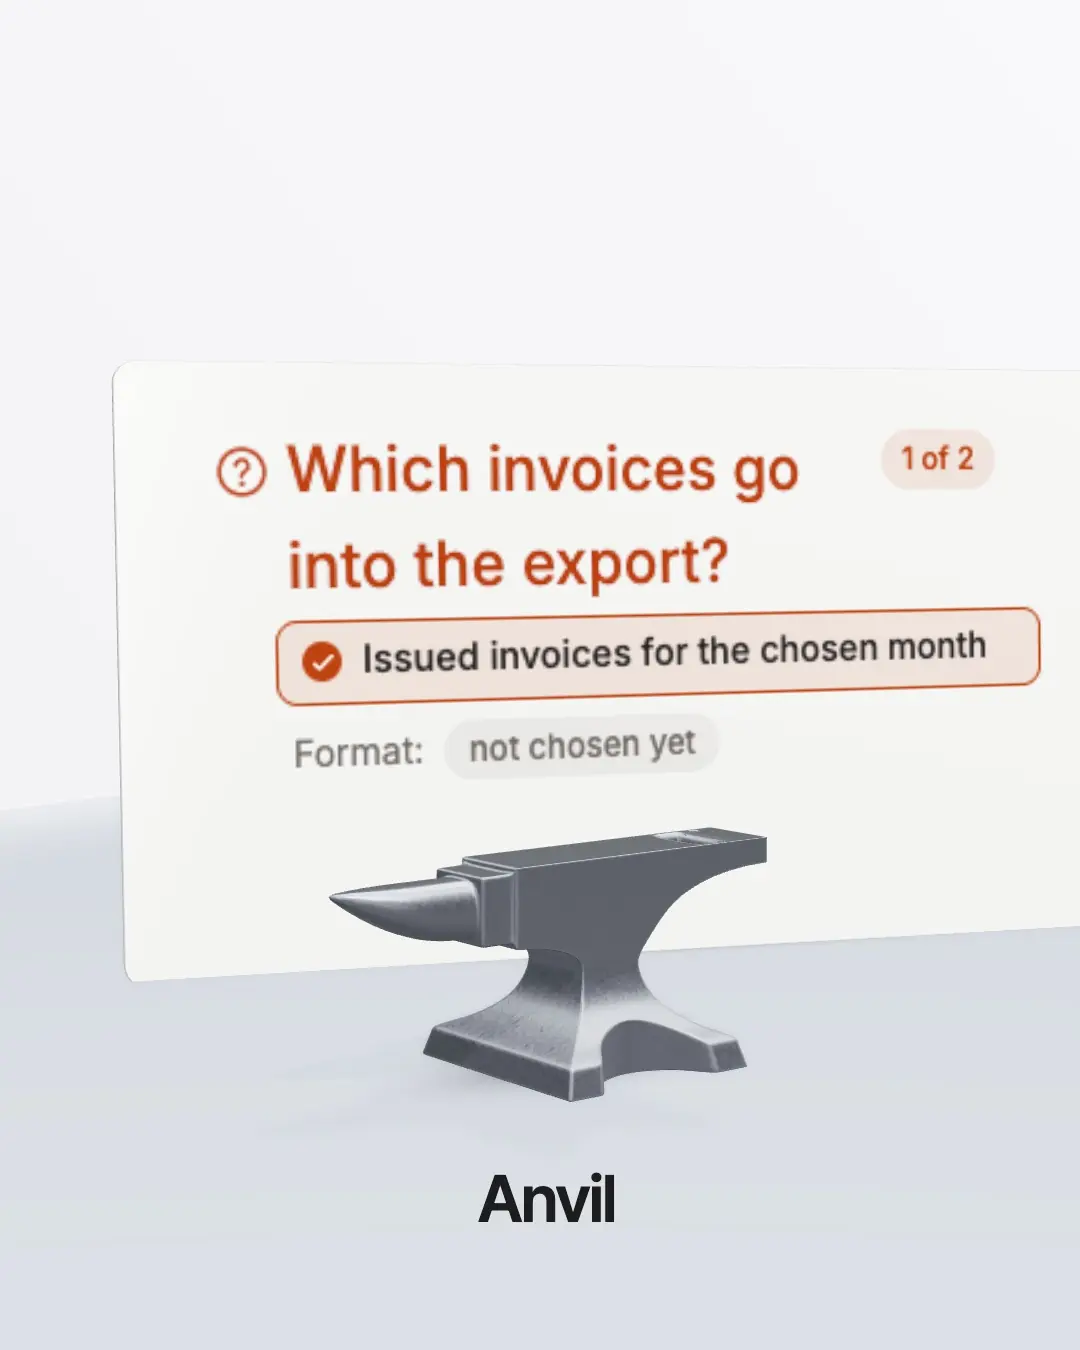 Which invoices go
into the export?
1 of 2
Issued invoices for the chosen month
Format: not chosen yet
Anvil